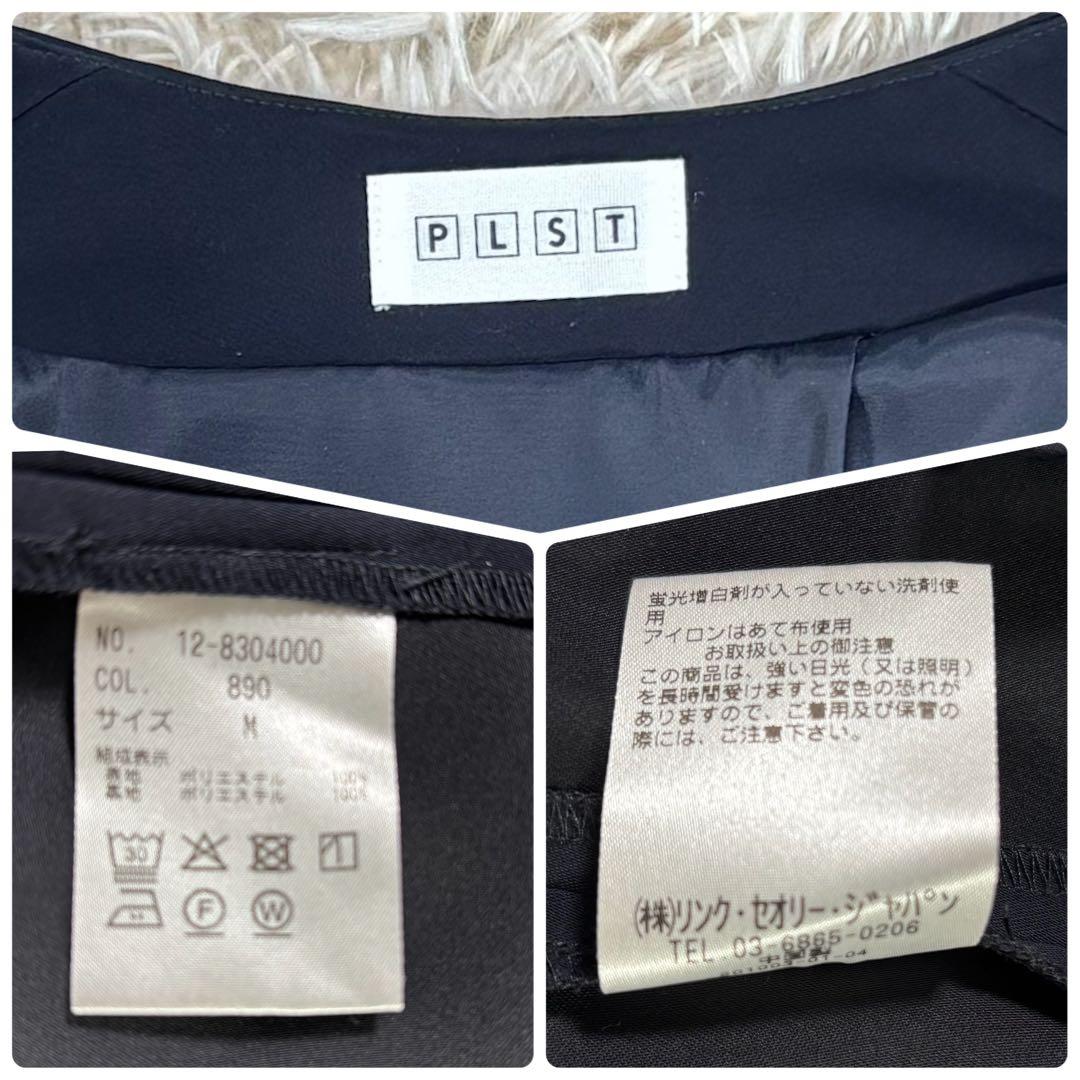 PLST
NO. 12-8304000
COL. 890
サイズ M
組成表示
表地 ポリエステル 100%
裏地 ポリエステル 100%
30
F W
蛍光増白剤が入っていない洗剤使
用
アイロンはあて布使用
お取扱い上の御注意
この商品は、強い日光（又は照明）
を長時間受けますと変色の恐れが
ありますので、ご着用及び保管の
際には、ご注意下さい。
(株)リンク・セオリー・ジャパン
TEL 03-6865-0206
中国製